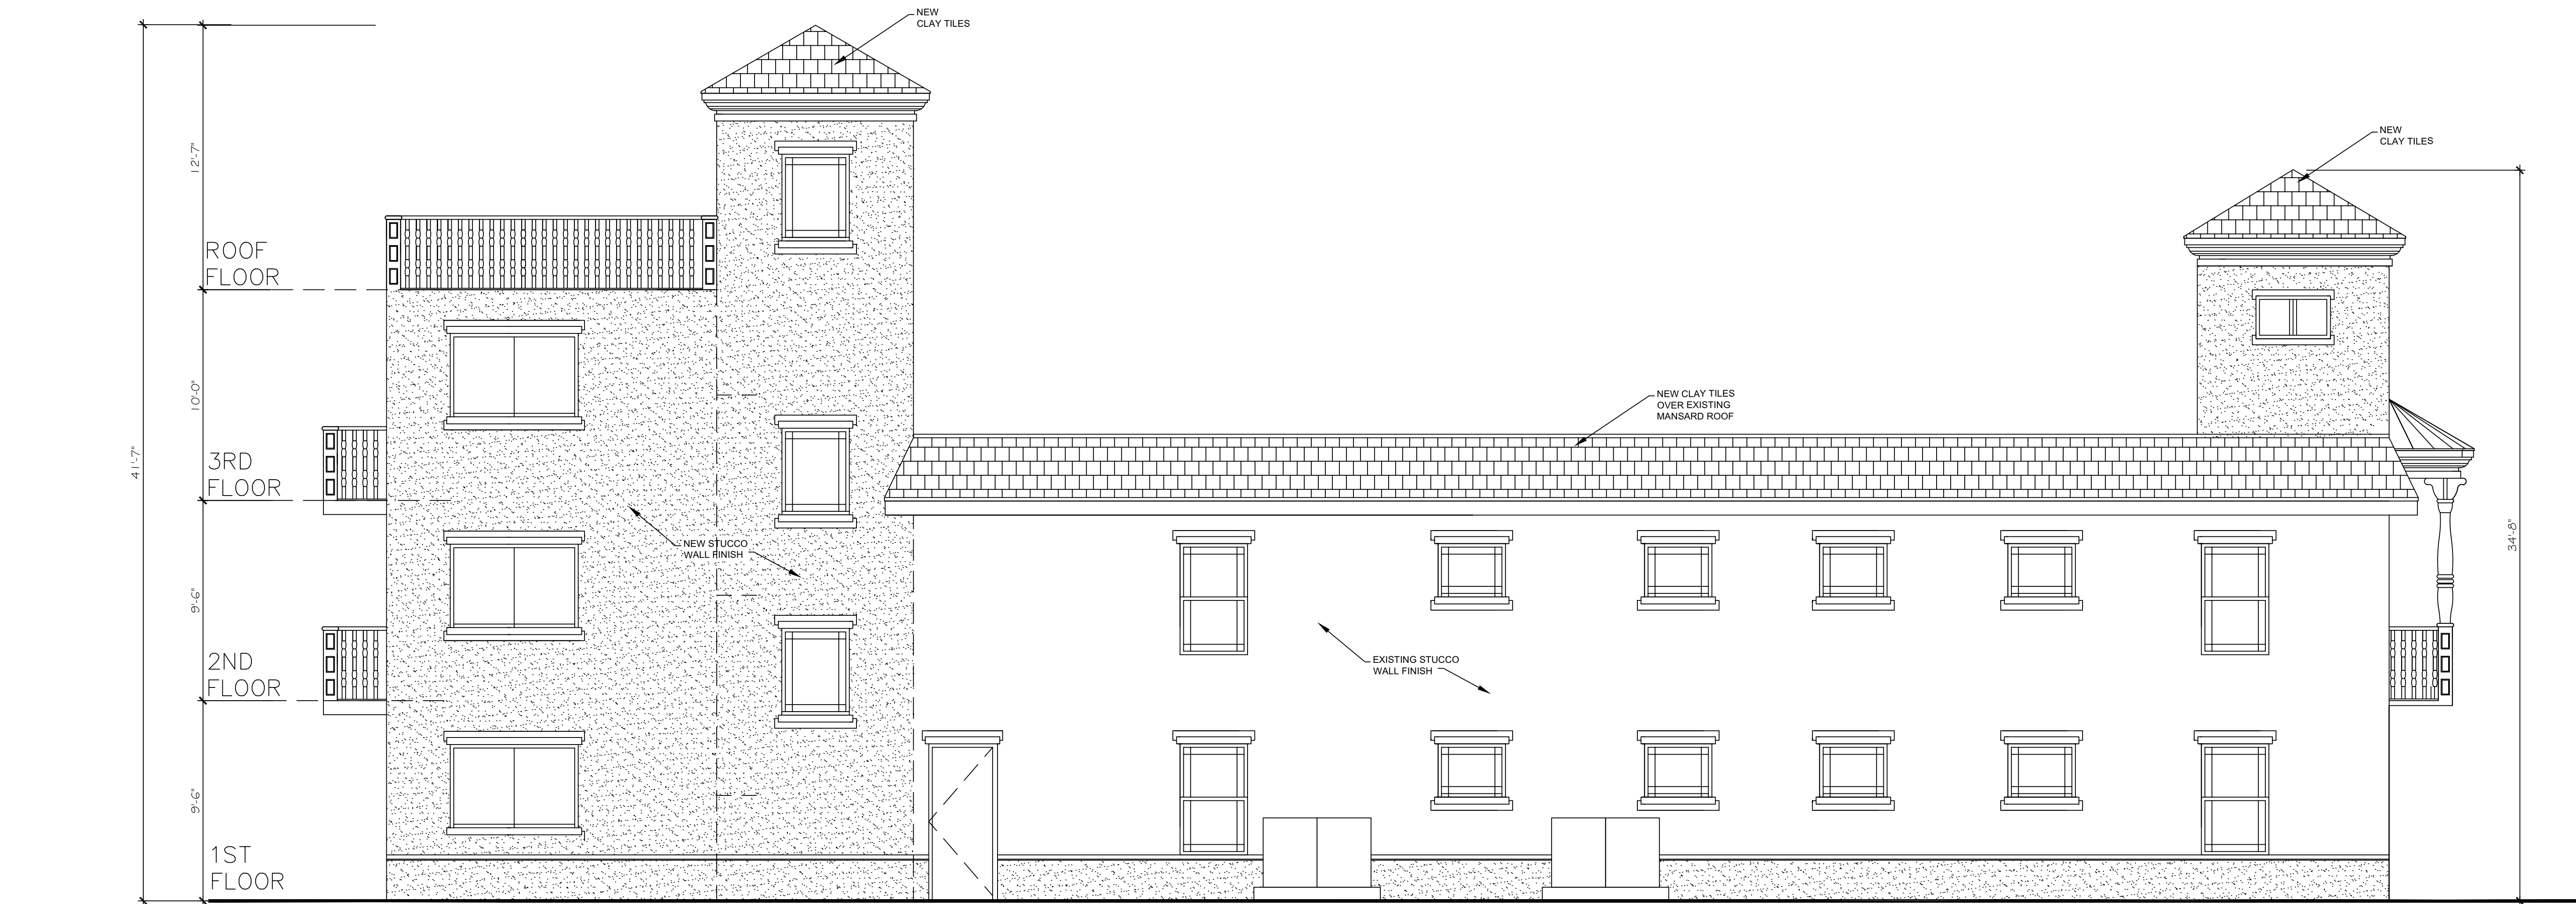 NEW
CLAY TILES
NEW
CLAY TILES
12'-7"
ROOF
FLOOR
10'-0"
NEW CLAY TILES
OVER EXISTING
MANSARD ROOF
41'-7"
3RD
FLOOR
34'-8"
NEW STUCCO
WALL FINISH
9'-6"
2ND
FLOOR
EXISTING STUCCO
WALL FINISH
9'-6"
1ST
FLOOR